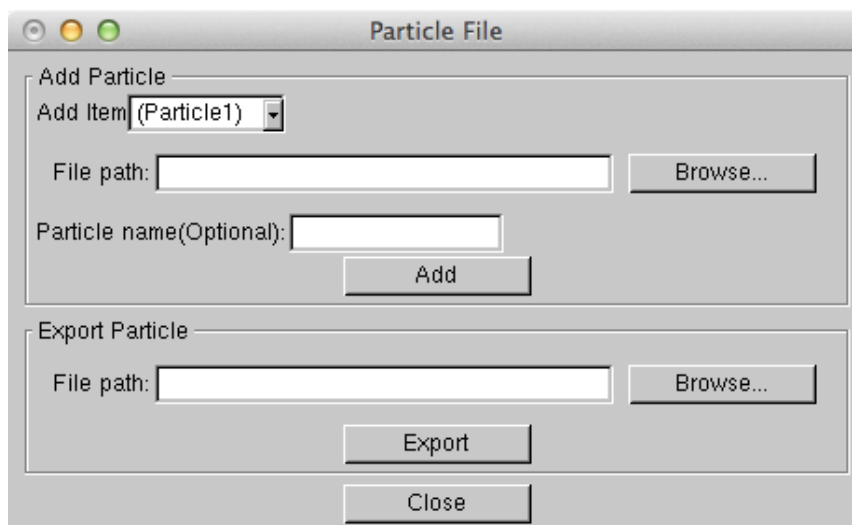 Particle File
Add Particle
Add Item (Particle1)
File path: Browse...
Particle name(Optional):
Add
Export Particle
File path: Browse...
Export
Close